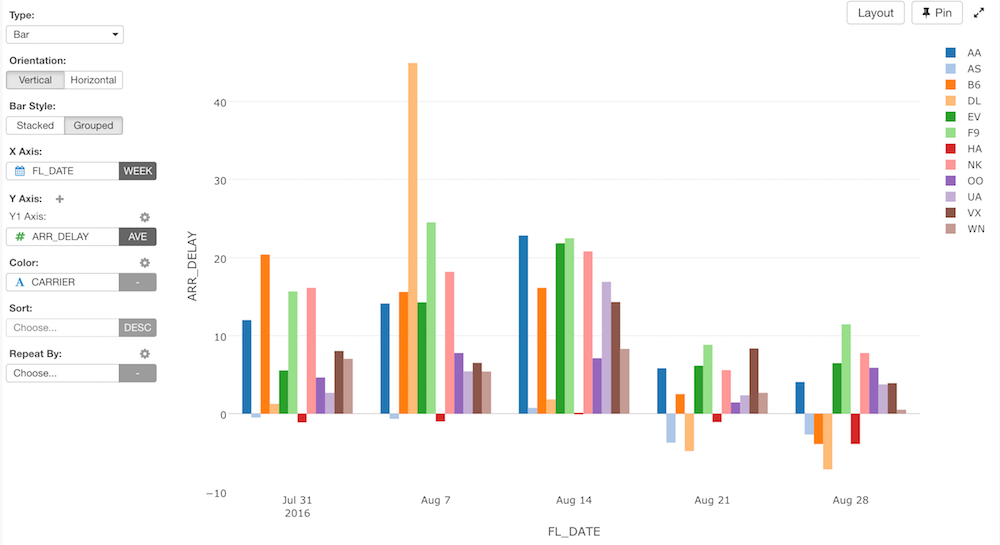 Type:
Bar
Orientation:
Vertical Horizontal
Bar Style:
Stacked Grouped
X Axis:
FL_DATE WEEK
Y Axis: +
Y1 Axis:
# ARR_DELAY AVE
Color:
A CARRIER -
Sort:
Choose... DESC
Repeat By:
Choose... -
Layout Pin
ARR_DELAY
40
30
20
10
0
−10
Jul 31
2016
Aug 7
Aug 14
Aug 21
Aug 28
FL_DATE
AA
AS
B6
DL
EV
F9
HA
NK
OO
UA
VX
WN